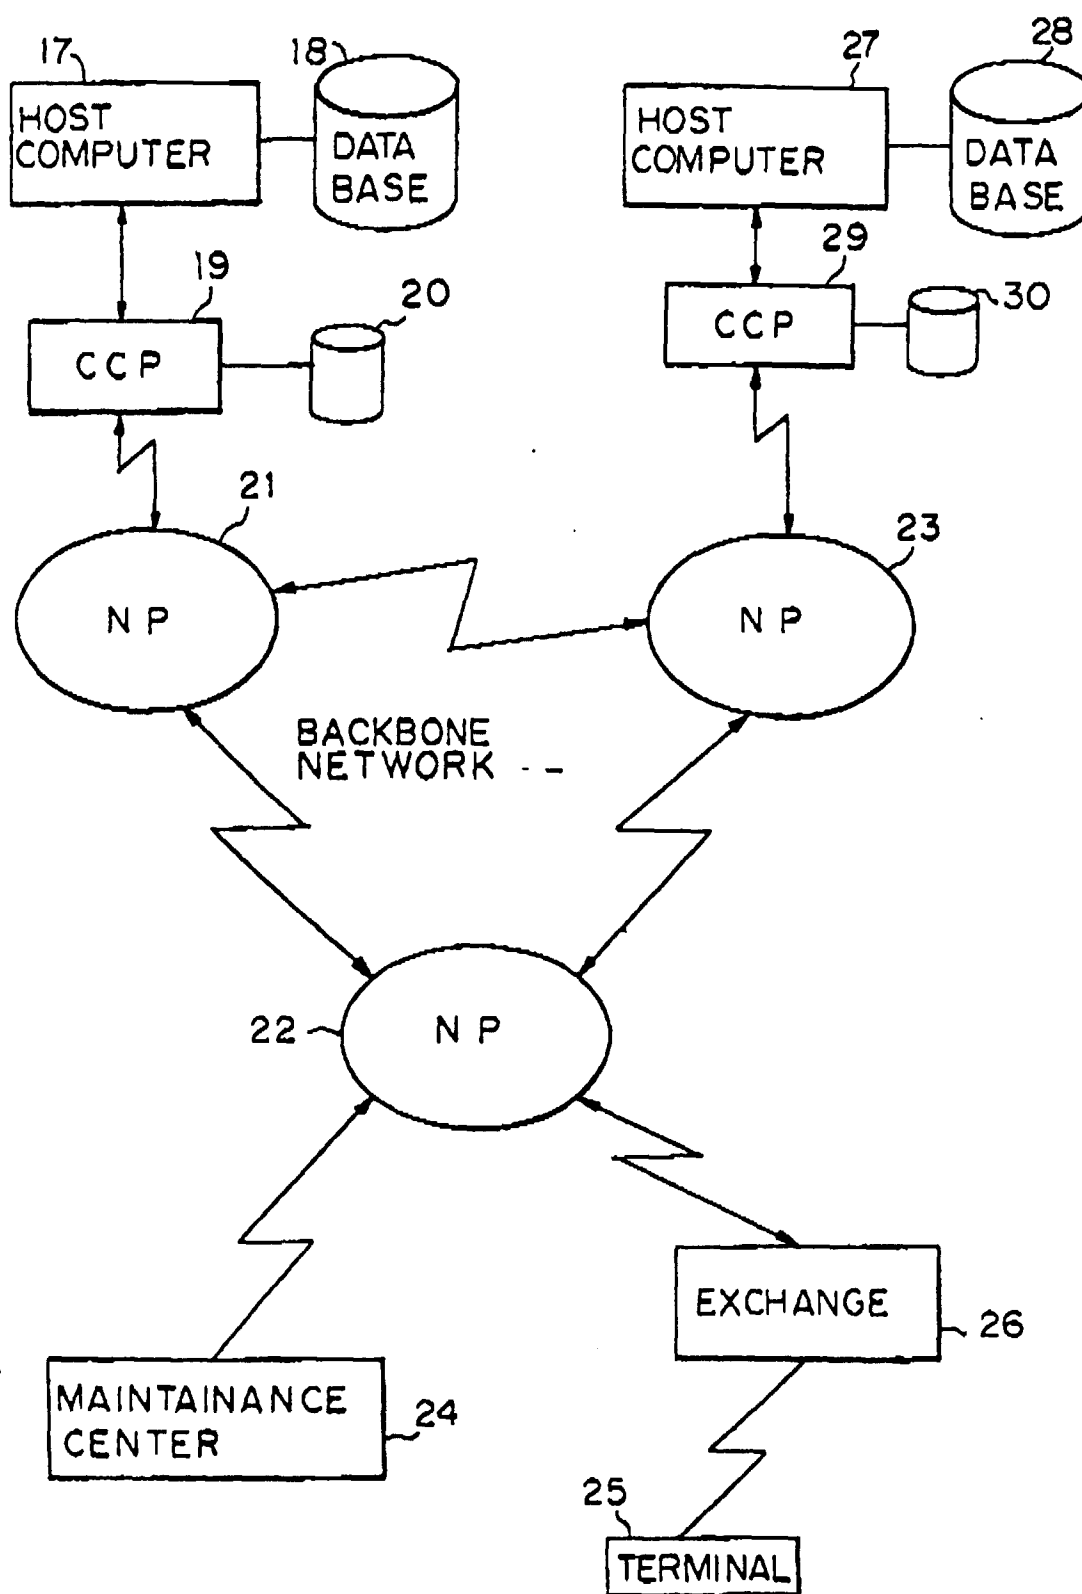 17
18
27
28
HOST
COMPUTER
DATA
BASE
HOST
COMPUTER
DATA
BASE
19
20
29
30
CCP
CCP
21
23
NP
NP
BACKBONE
NETWORK
22
NP
EXCHANGE
26
MAINTAINANCE
CENTER
24
25
TERMINAL